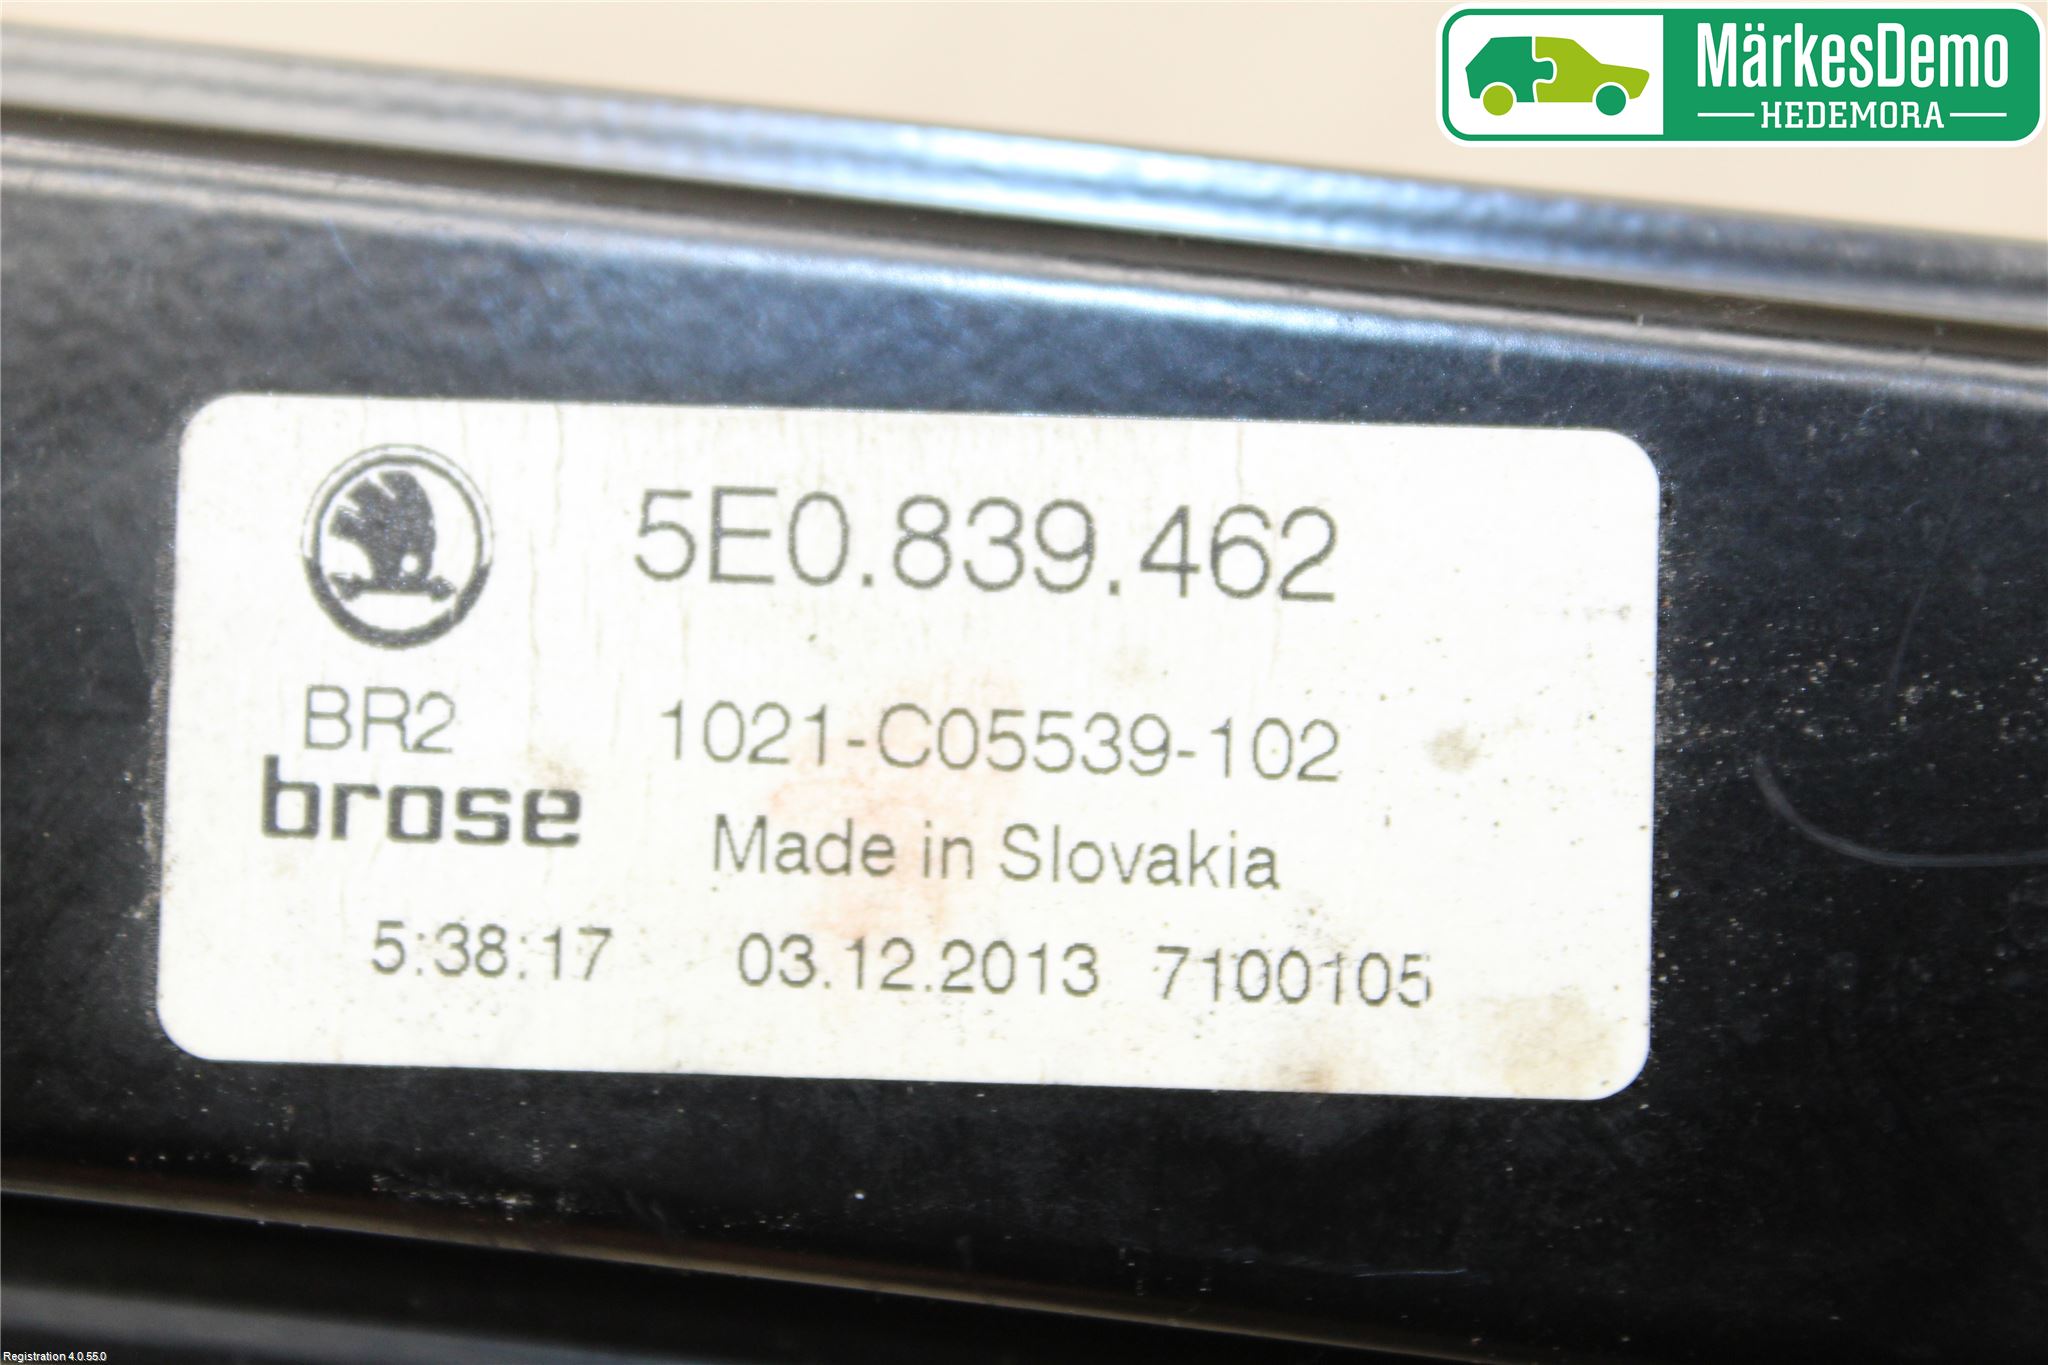 MärkesDemo
HEDEMORA
5E0.839.462
BR2 1021-C05539-102
brose
Made in Slovakia
5:38:17 03.12.2013 7100105
Registration 4.0.55.0